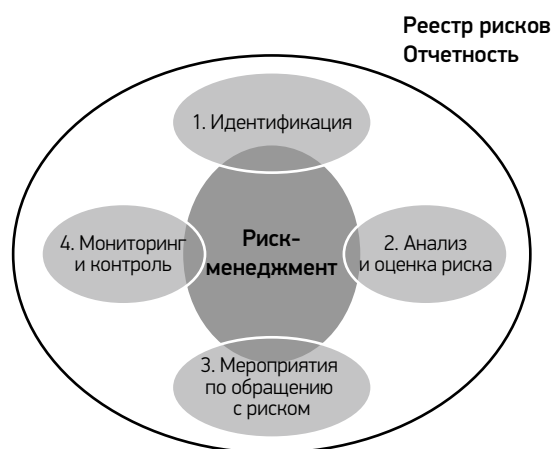 Реестр рисков
Отчетность
1. Идентификация
4. Мониторинг
и контроль
Риск-
менеджмент
2. Анализ
и оценка риска
3. Мероприятия
по обращению
с риском